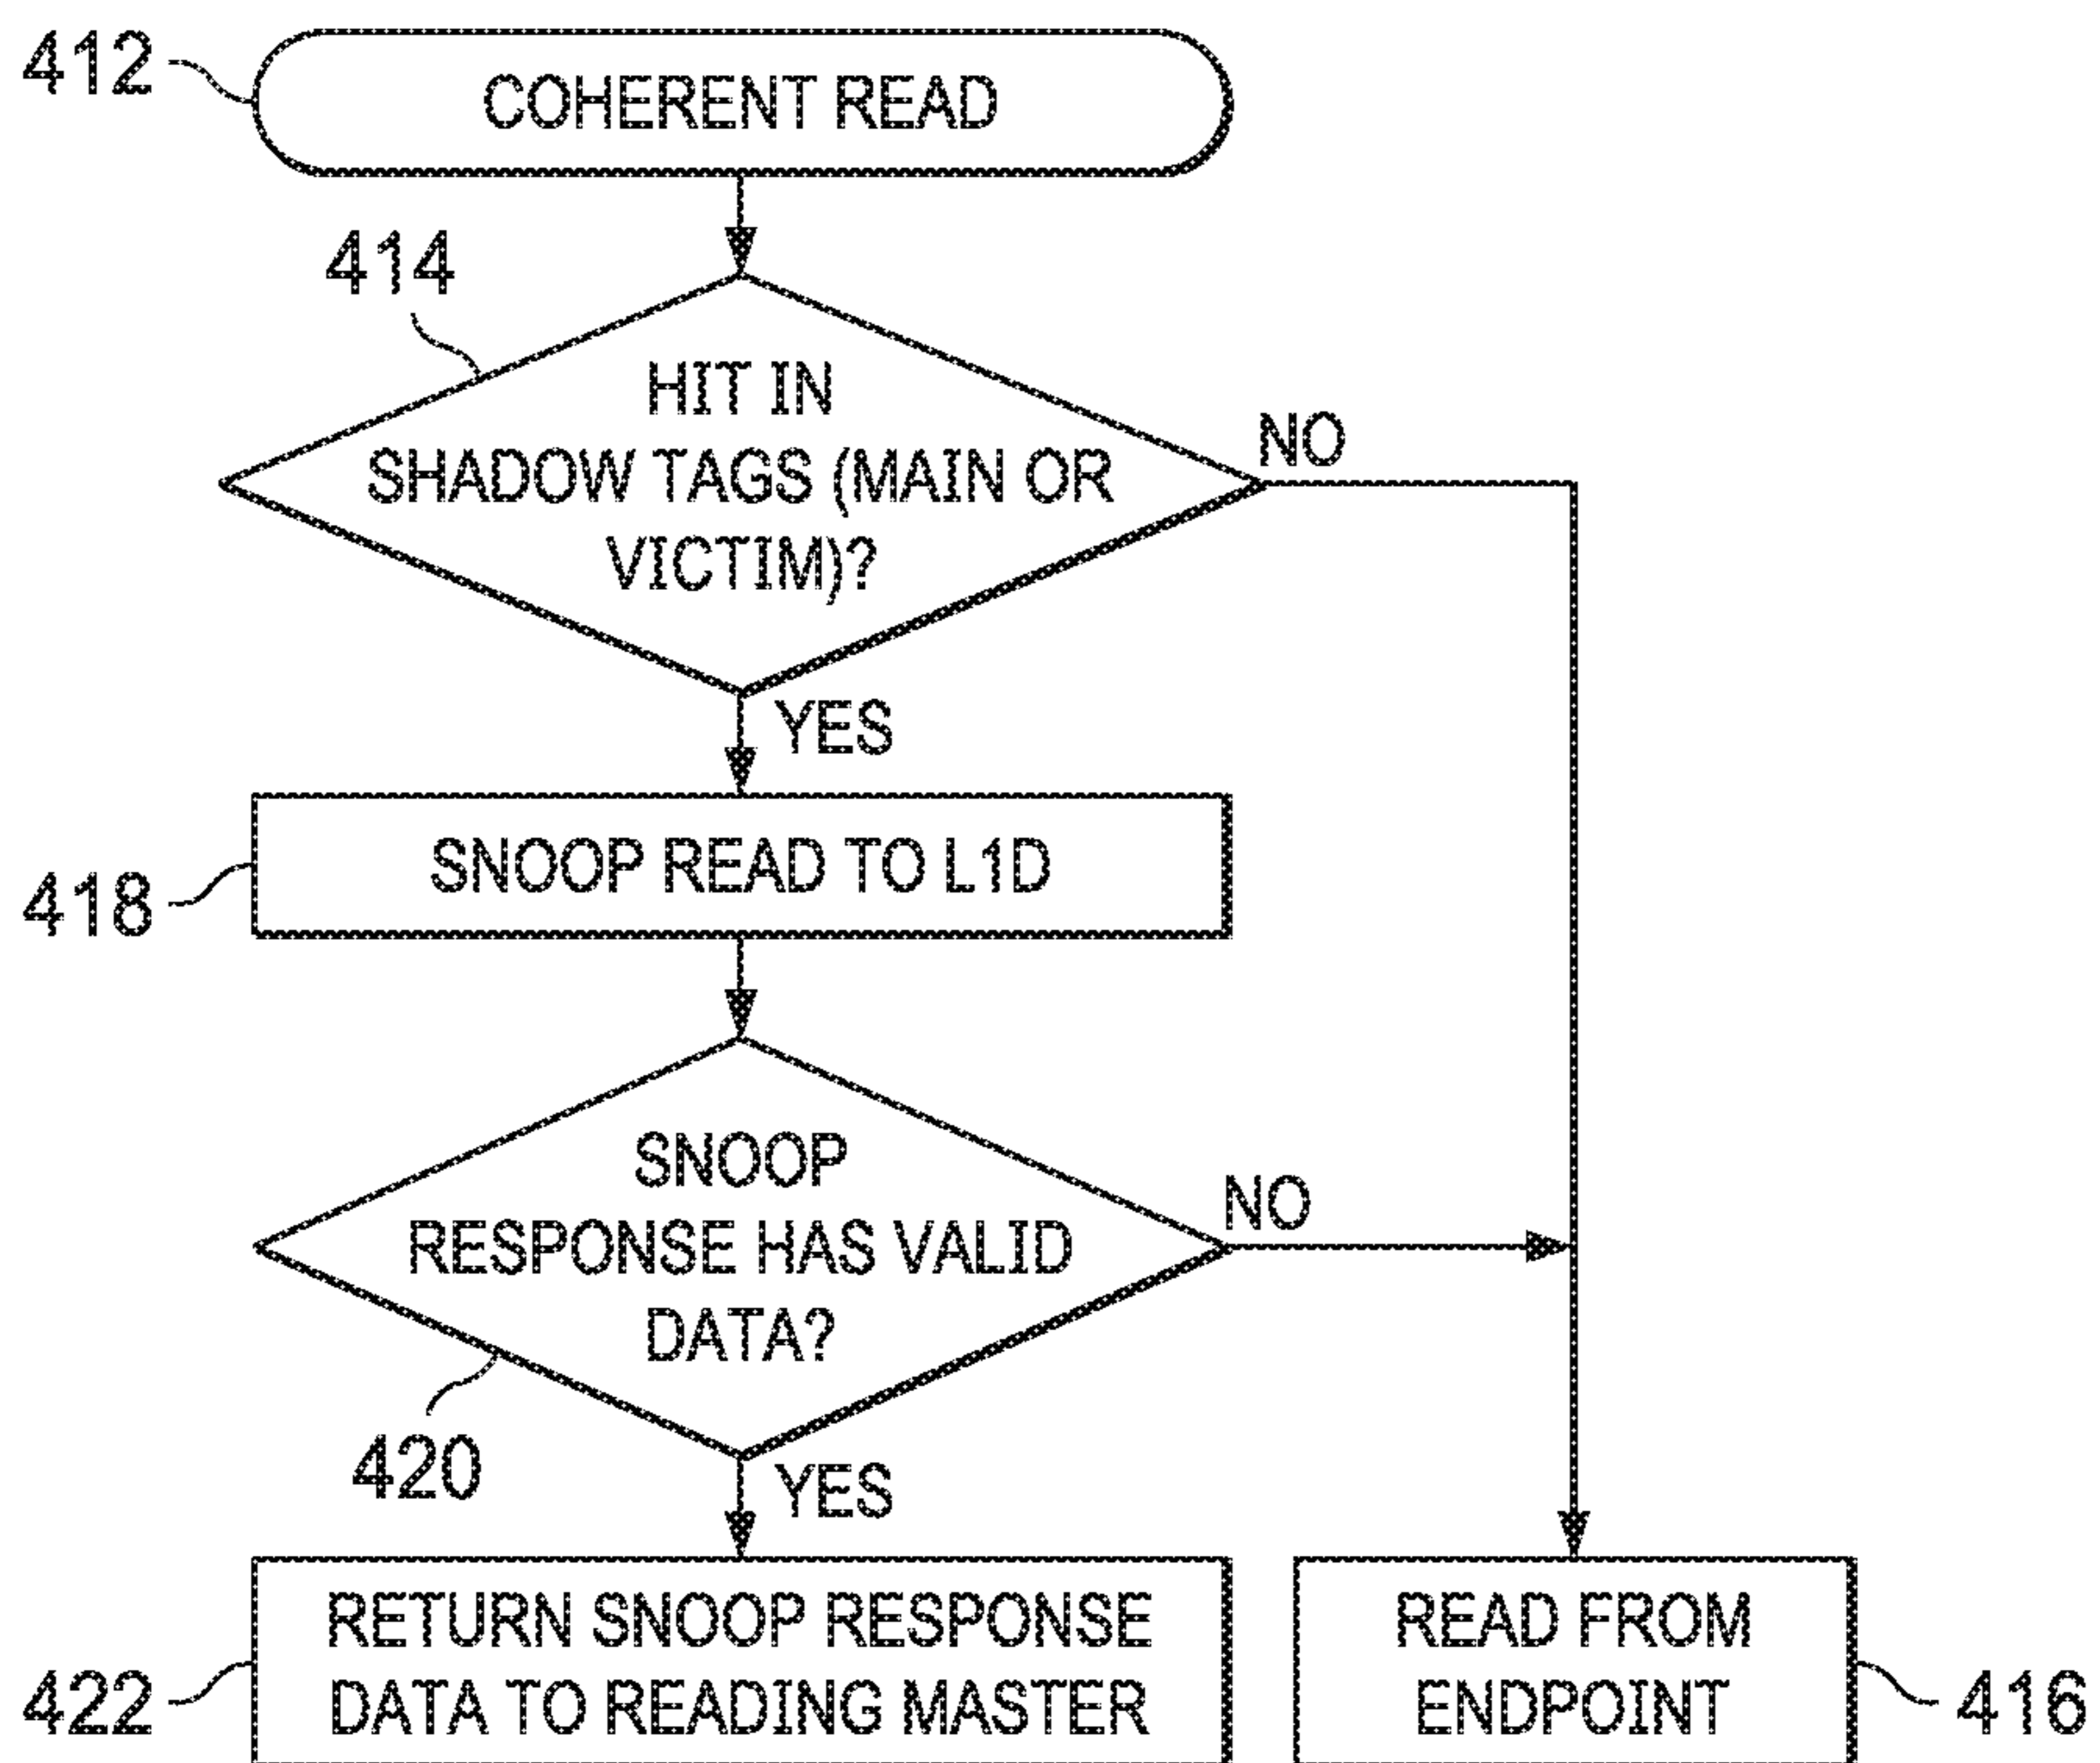 412
COHERENT READ
414
HIT IN
SHADOW TAGS (MAIN OR
VICTIM)?
NO
YES
418
SNOOP READ TO L1D
SNOOP
RESPONSE HAS VALID
DATA?
NO
420
YES
422
RETURN SNOOP RESPONSE
DATA TO READING MASTER
READ FROM
ENDPOINT
416